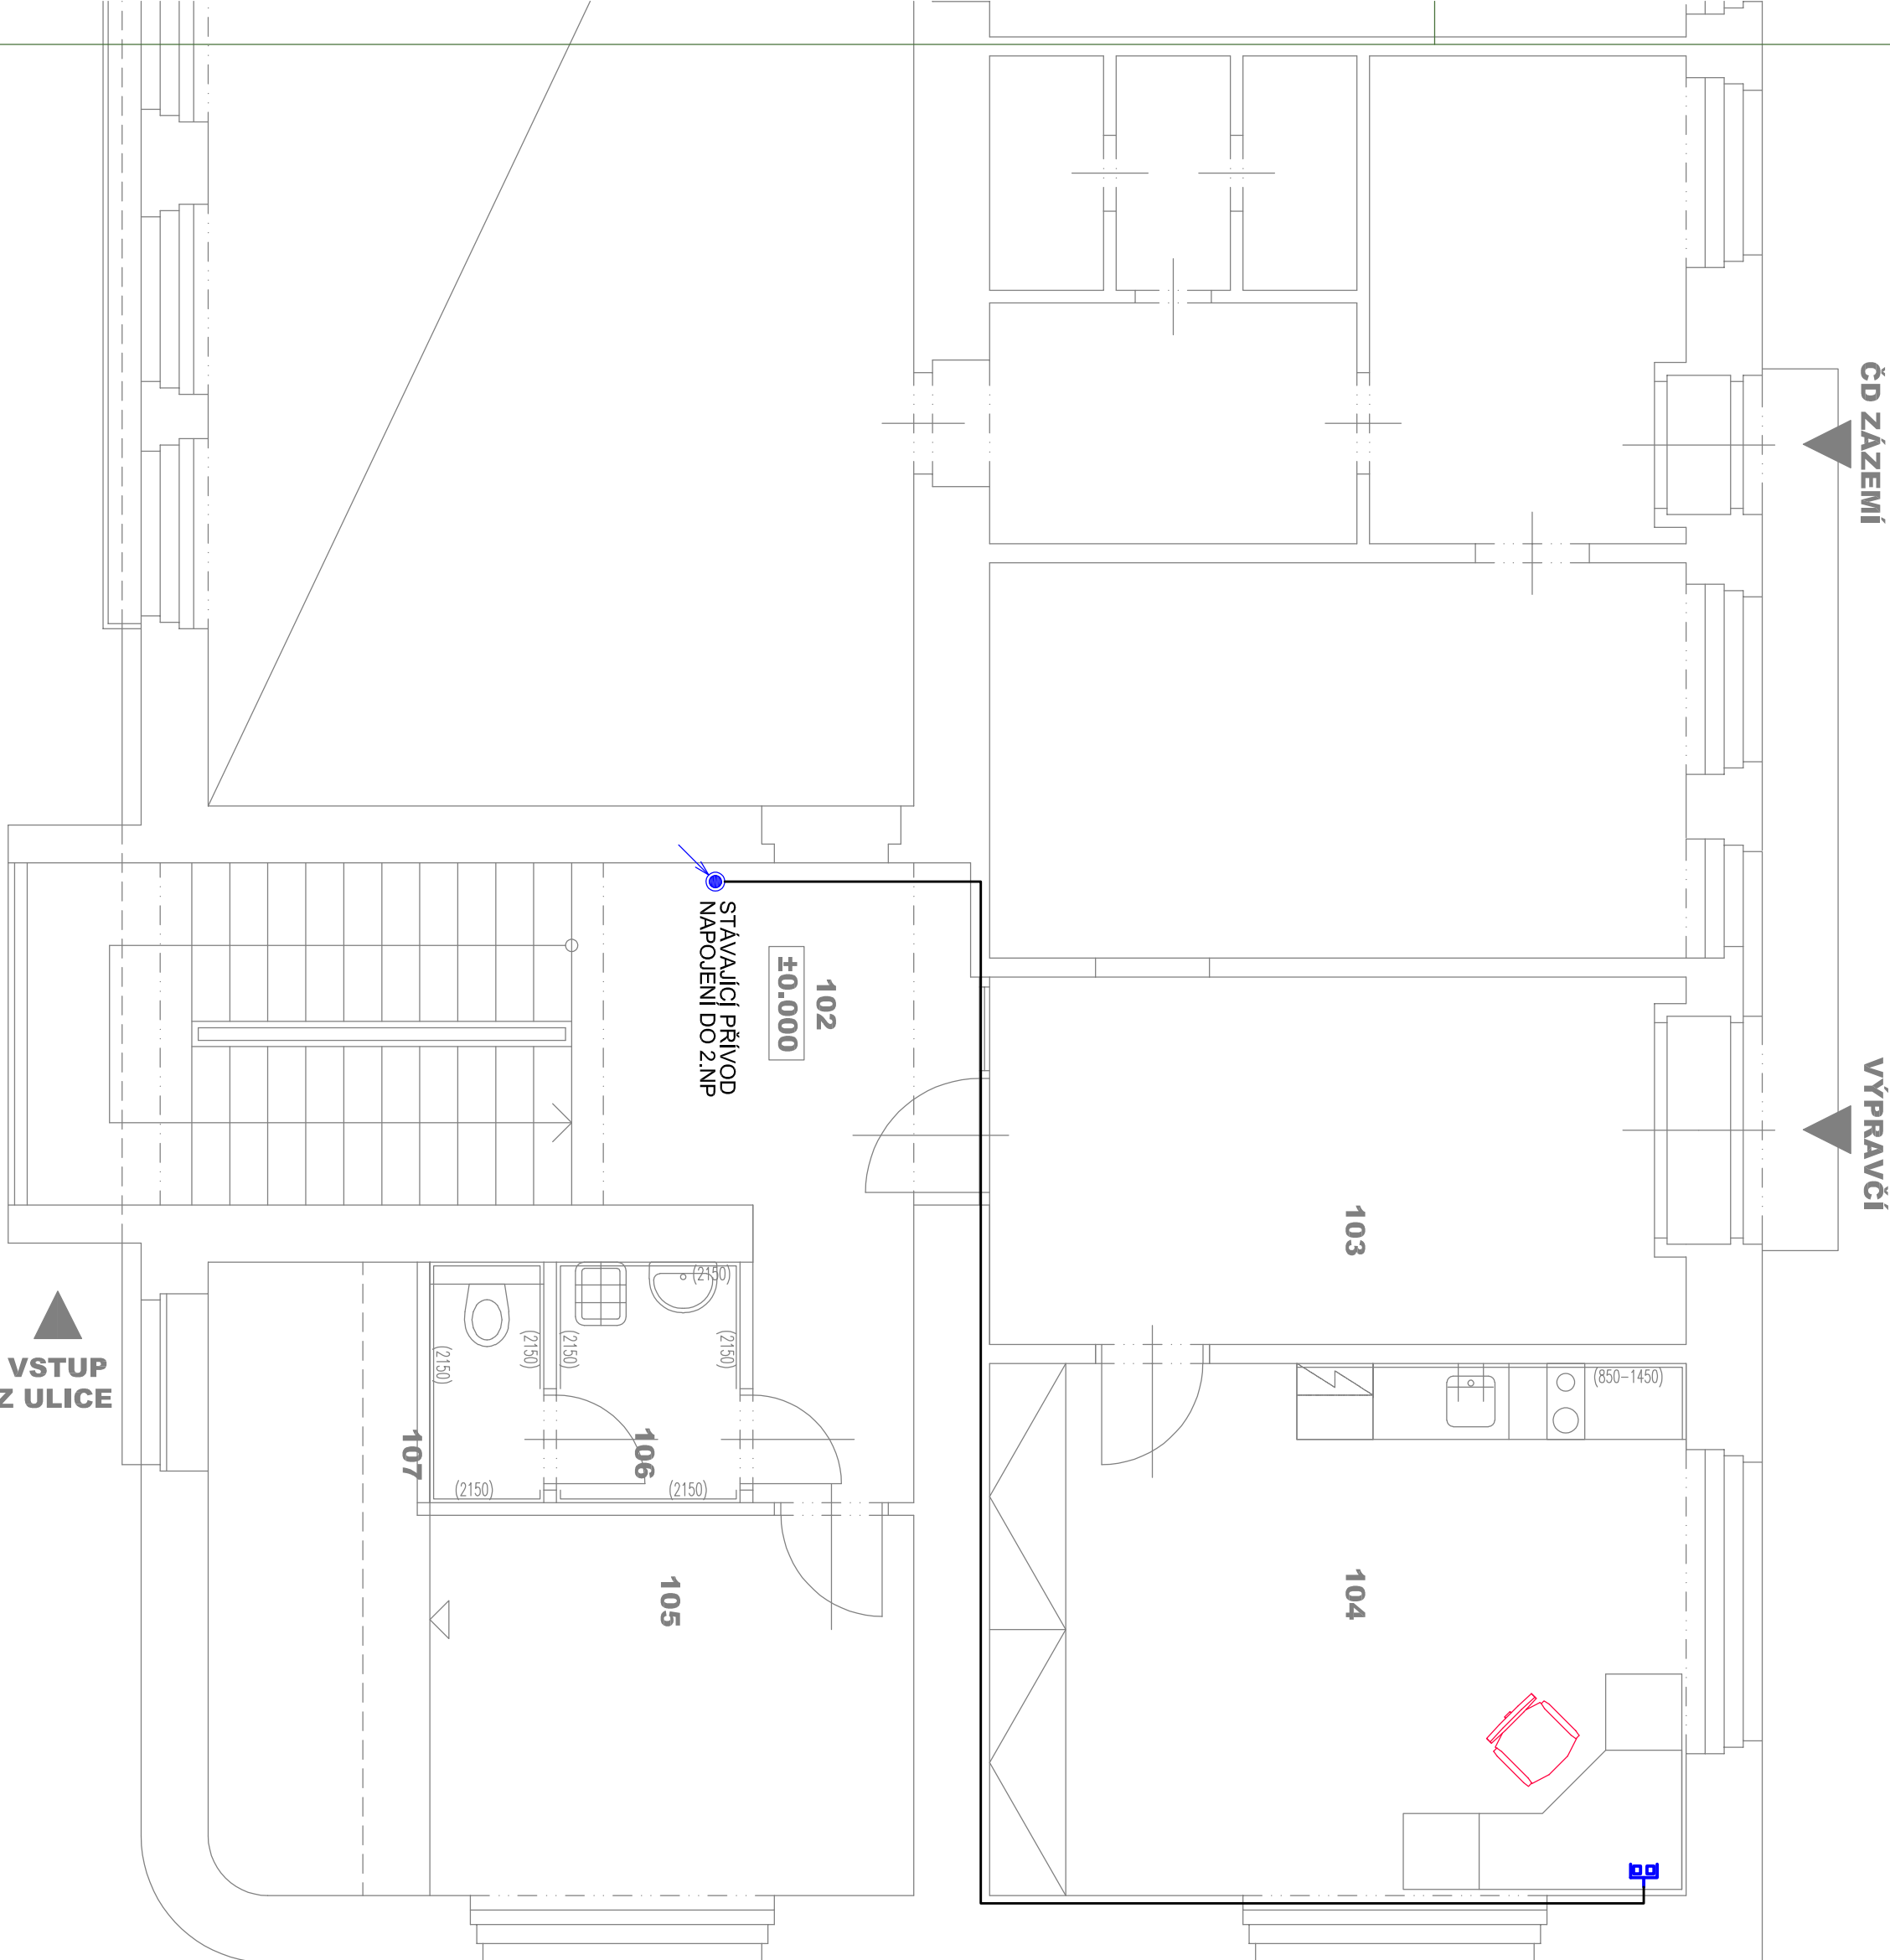 ČD ZÁZEMÍ
VÝPRAVČÍ
STÁVAJÍCÍ PŘÍVOD
NAPOJENÍ DO 2.NP
102
±0.000
103
(2150)
(2150)
(2150)
(2150)
(2150)
(850-1450)
VSTUP
Z ULICE
107
106
(2150)
(2150)
105
104